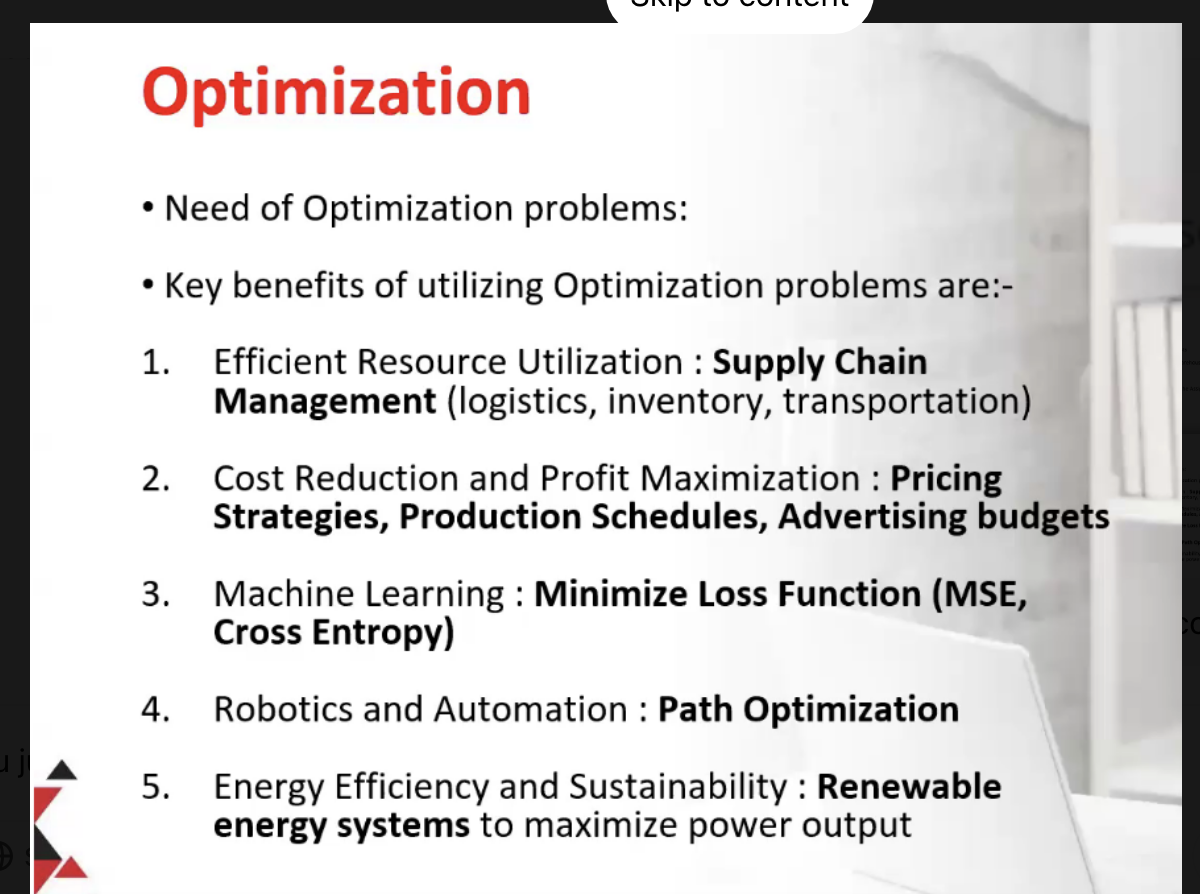 Skip to content
Optimization
• Need of Optimization problems:
• Key benefits of utilizing Optimization problems are:-
1. Efficient Resource Utilization : Supply Chain
Management (logistics, inventory, transportation)
2. Cost Reduction and Profit Maximization : Pricing
Strategies, Production Schedules, Advertising budgets
3. Machine Learning : Minimize Loss Function (MSE,
Cross Entropy)
4. Robotics and Automation : Path Optimization
5. Energy Efficiency and Sustainability : Renewable
energy systems to maximize power output